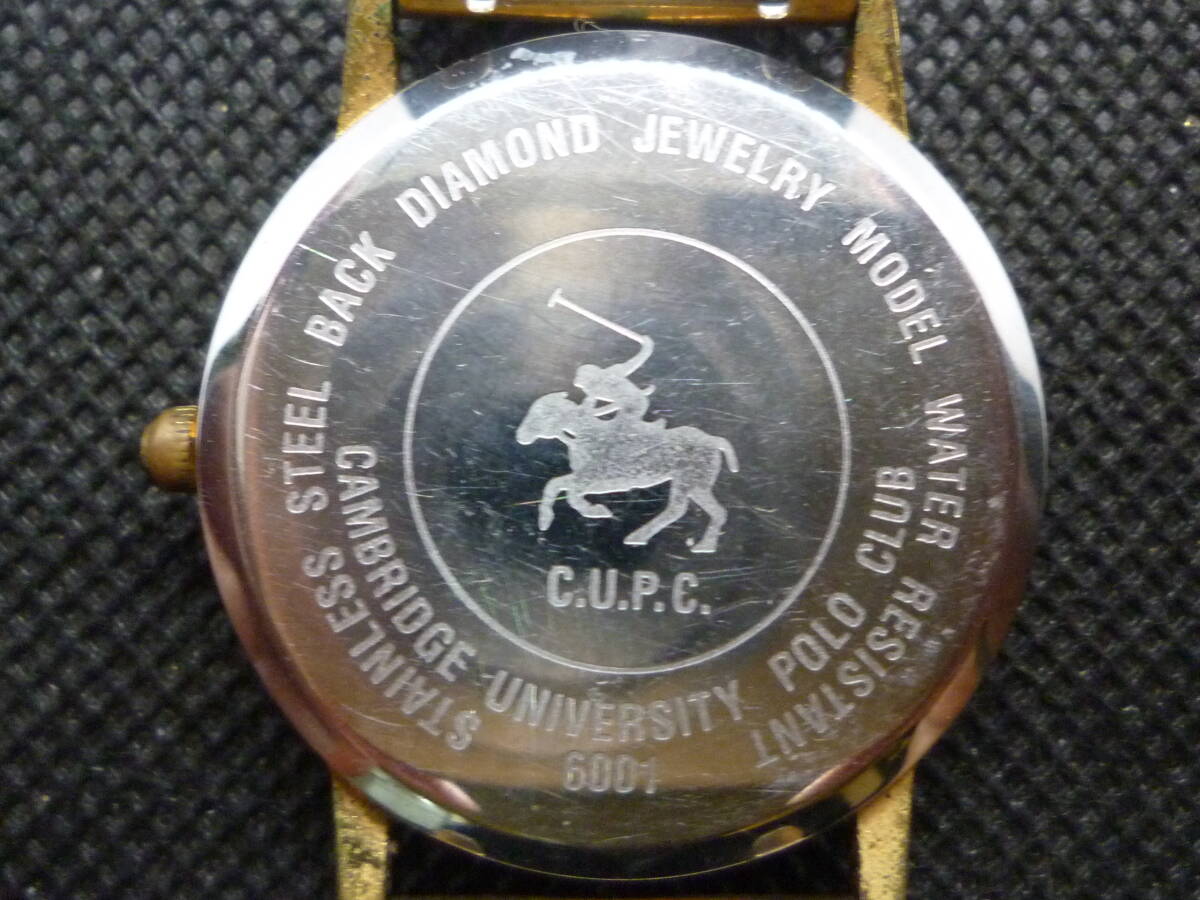 STAINLESS STEEL BACK DIAMOND JEWELRY MODEL WATER RESISTANT
C.U.P.C.
CAMBRIDGE UNIVERSITY POLO CLUB
6001